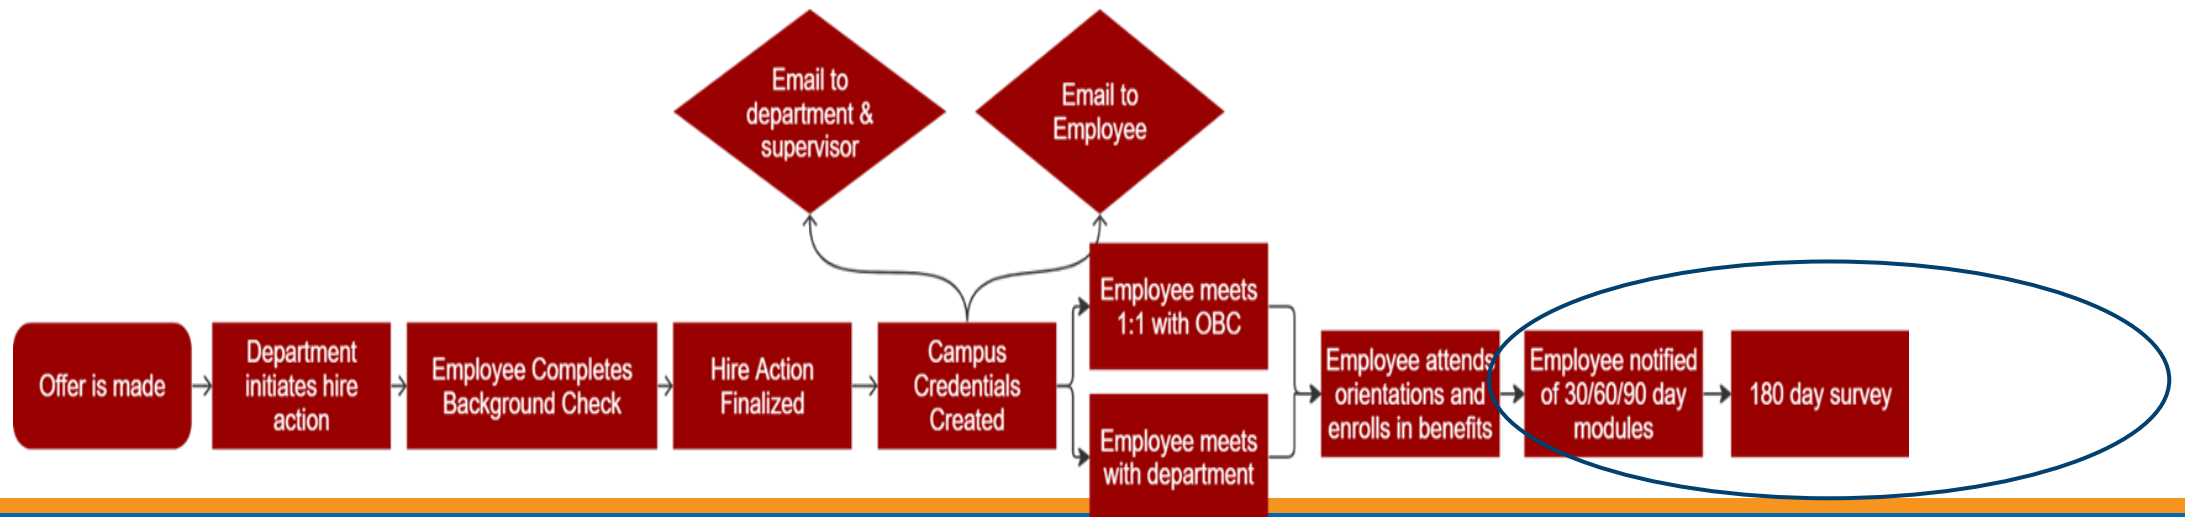 Email to
department &
supervisor
Email to
Employee
Offer is made
Department
initiates hire
action
Employee Completes
Background Check
Hire Action
Finalized
Campus
Credentials
Created
Employee meets
1:1 with OBC
Employee meets
with department
Employee attends
orientations and
enrolls in benefits
Employee notified
of 30/60/90 day
modules
180 day survey